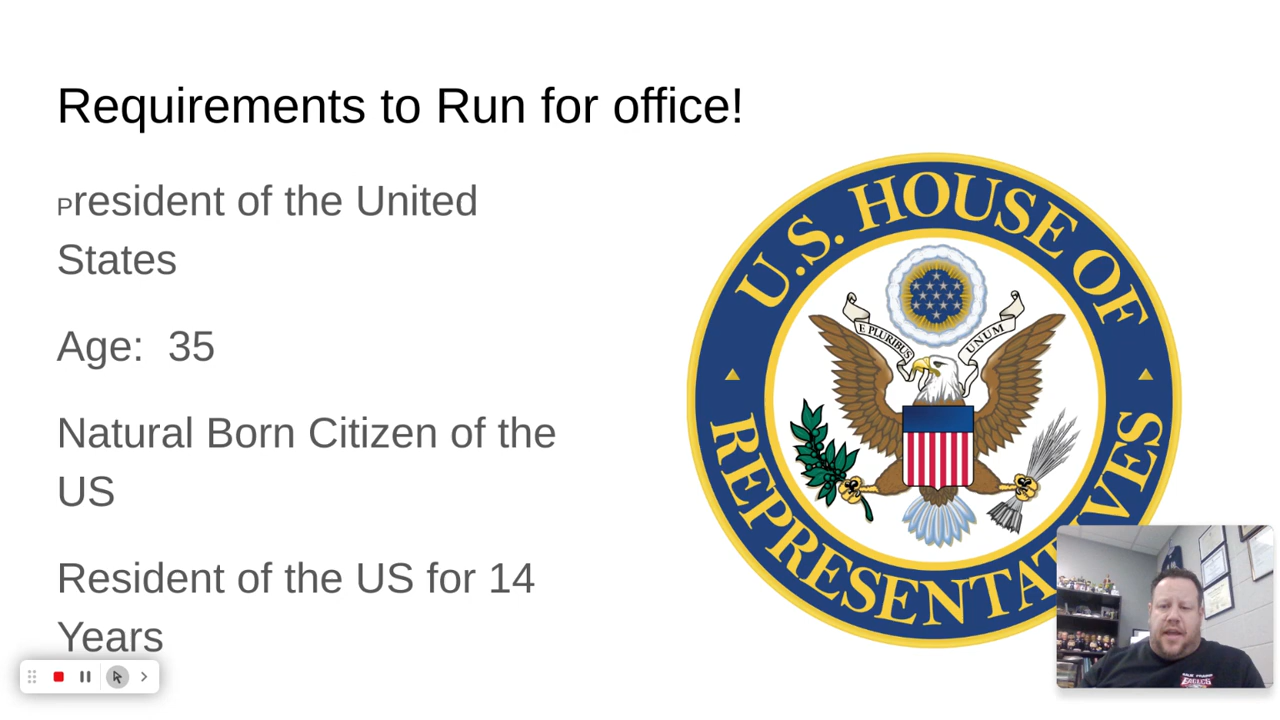 Requirements to Run for office!
President of the United
States
Age: 35
Natural Born Citizen of the
US
Resident of the US for 14
Years
U.S. HOUSE OF
REPRESENTATIVES
E PLURIBUS
UNUM
EAGLES